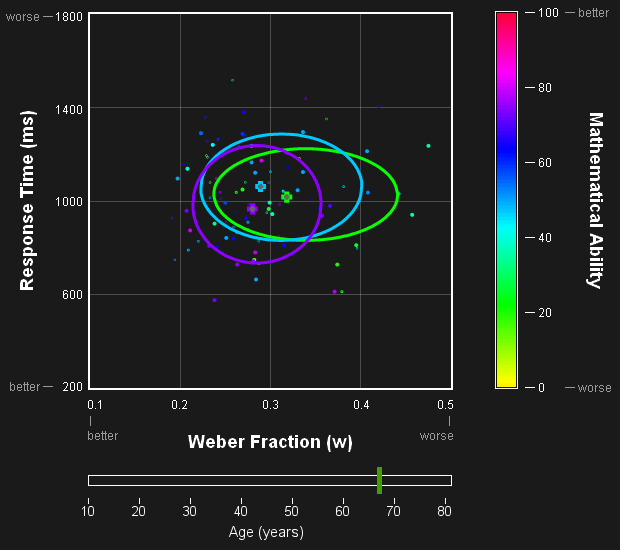 worse
1800
1400
1000
600
better
200
Response Time (ms)
0.1
0.2
0.3
0.4
0.5
better
worse
Weber Fraction (w)
10
20
30
40
50
60
70
80
Age (years)
100
better
80
60
40
20
0
worse
Mathematical Ability